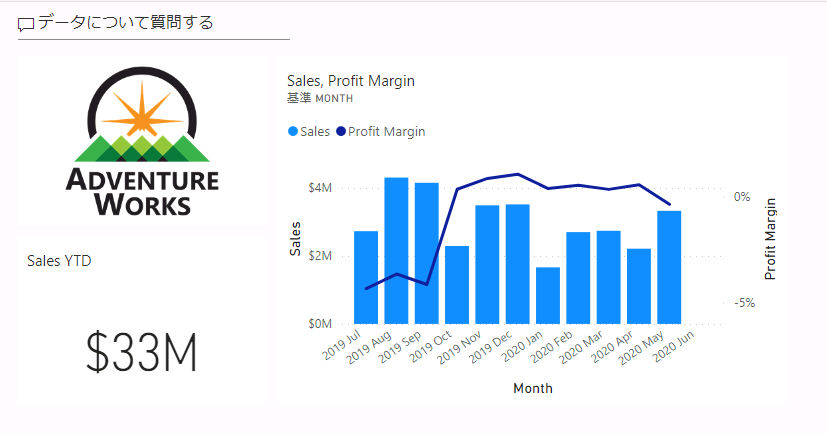 データについて質問する
ADVENTURE
WORKS
Sales YTD
$33M
Sales, Profit Margin
基準 MONTH
Sales Profit Margin
$4M
$2M
$0M
Sales
0%
-5%
Profit Margin
2019 Jul
2019 Aug
2019 Sep
2019 Oct
2019 Nov
2019 Dec
2020 Jan
2020 Feb
2020 Mar
2020 Apr
2020 May
2020 Jun
Month